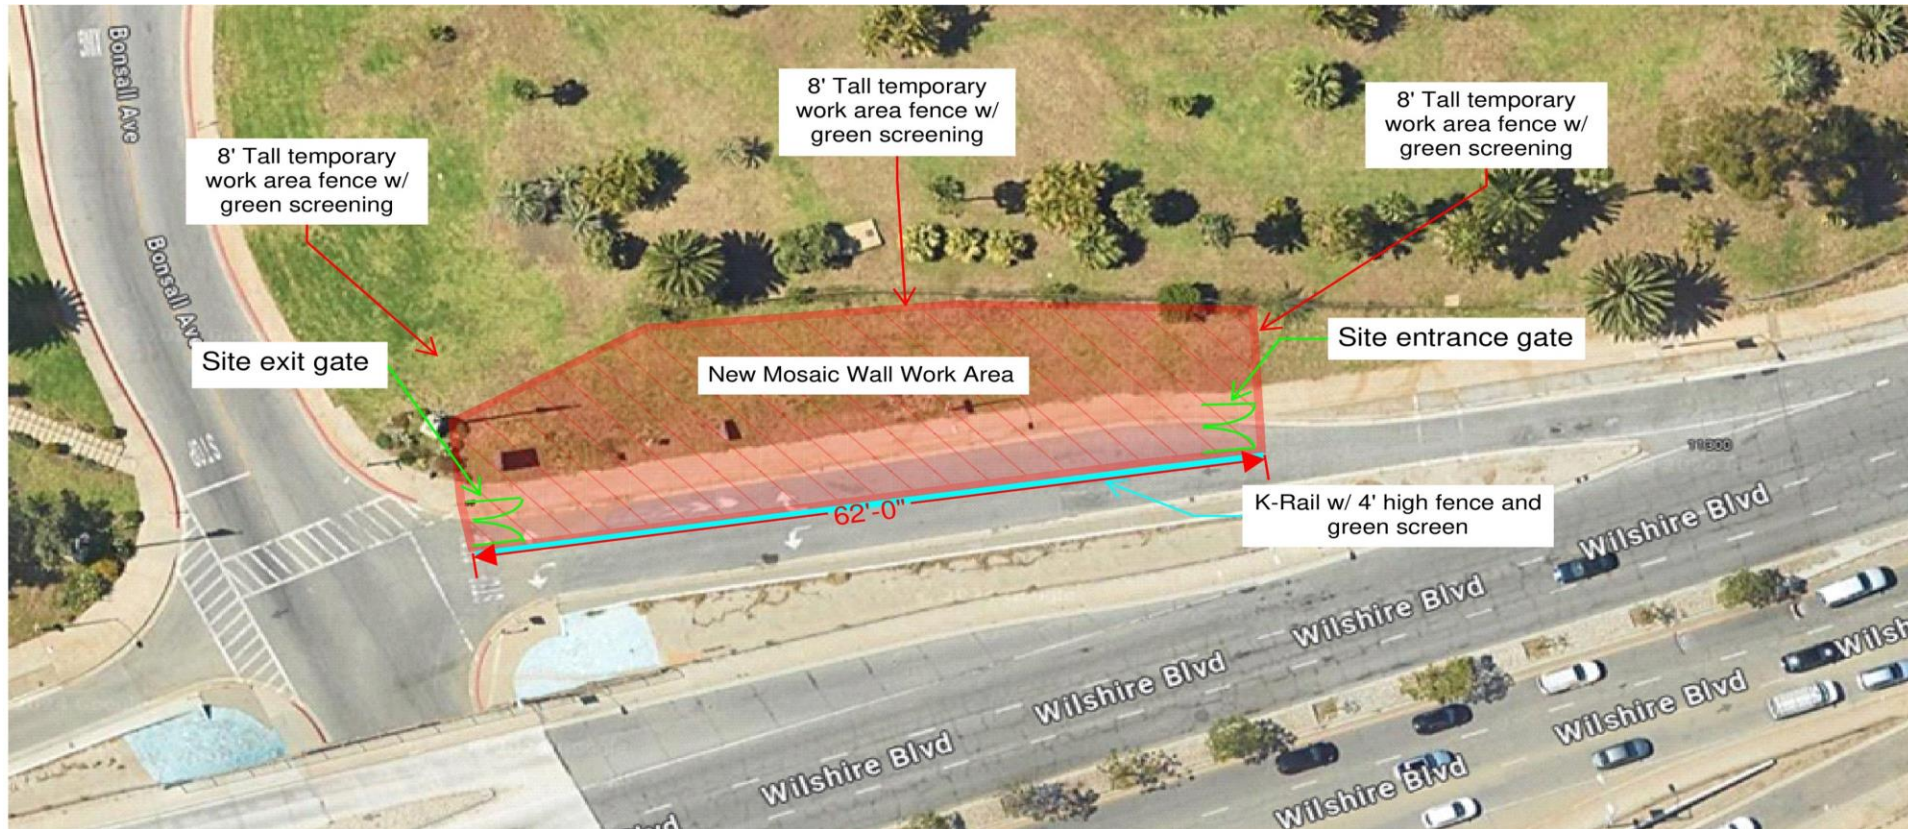 Bonsall Ave
8' Tall temporary
work area fence w/
green screening
8' Tall temporary
work area fence w/
green screening
8' Tall temporary
work area fence w/
green screening
Bonsall Ave
Site exit gate
Site entrance gate
New Mosaic Wall Work Area
STOP
11300
K-Rail w/ 4' high fence and
green screen
62'-0"
Wilshire Blvd
Wilshire Blvd
Wilshire Blvd
Wilshire Blvd
Wilshire Blvd
Wilshire Blvd